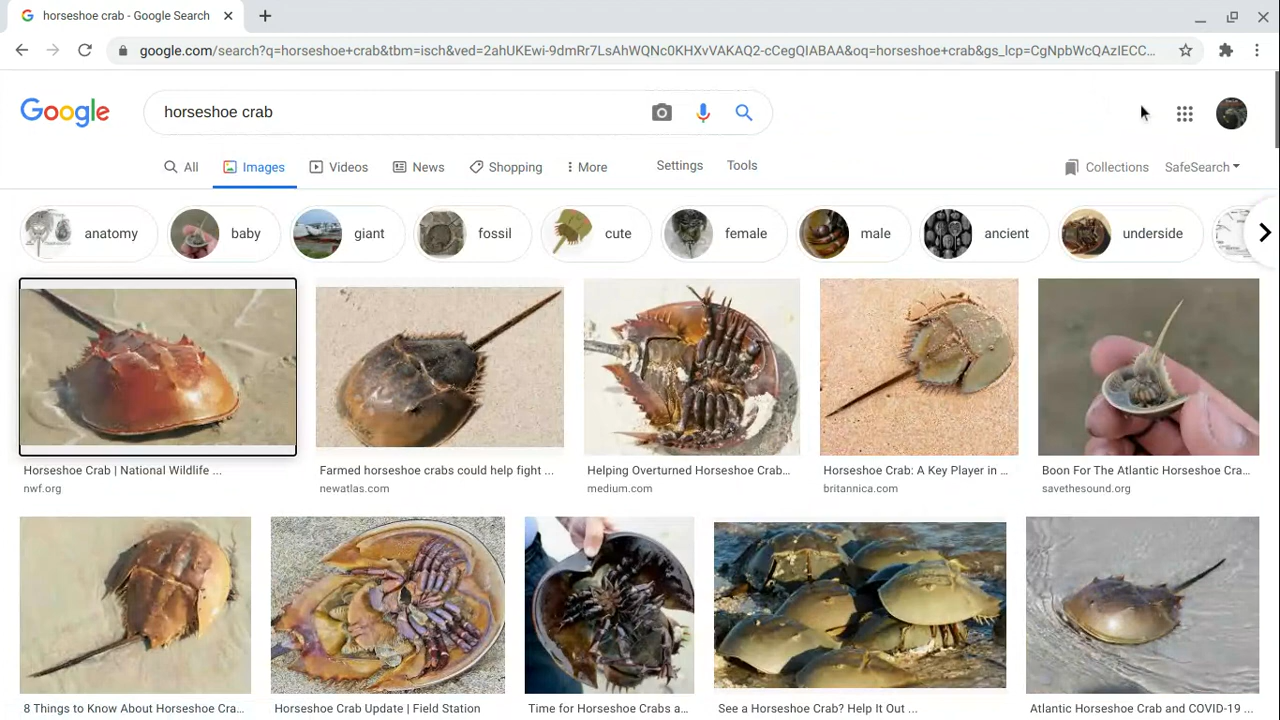 horseshoe crab - Google Search
google.com/search?q=horseshoe+crab&tbm=isch&ved=2ahUKEwi-9dmRr7LsAhWQNc0KHXvVAKAQ2-cCegQIABAA&oq=horseshoe+crab&gs_lcp=CgNpbWcQAzIECC...
Google
horseshoe crab
All
Images
Videos
News
Shopping
More
Settings
Tools
Collections
SafeSearch
anatomy
baby
giant
fossil
cute
female
male
ancient
underside
Horseshoe Crab | National Wildlife ...
nwf.org
Farmed horseshoe crabs could help fight ...
newatlas.com
Helping Overturned Horseshoe Crab...
medium.com
Horseshoe Crab: A Key Player in ...
britannica.com
Boon For The Atlantic Horseshoe Cra...
savethesound.org
8 Things to Know About Horseshoe Cra...
Horseshoe Crab Update | Field Station
Time for Horseshoe Crabs a...
See a Horseshoe Crab? Help It Out ...
Atlantic Horseshoe Crab and COVID-19 ...